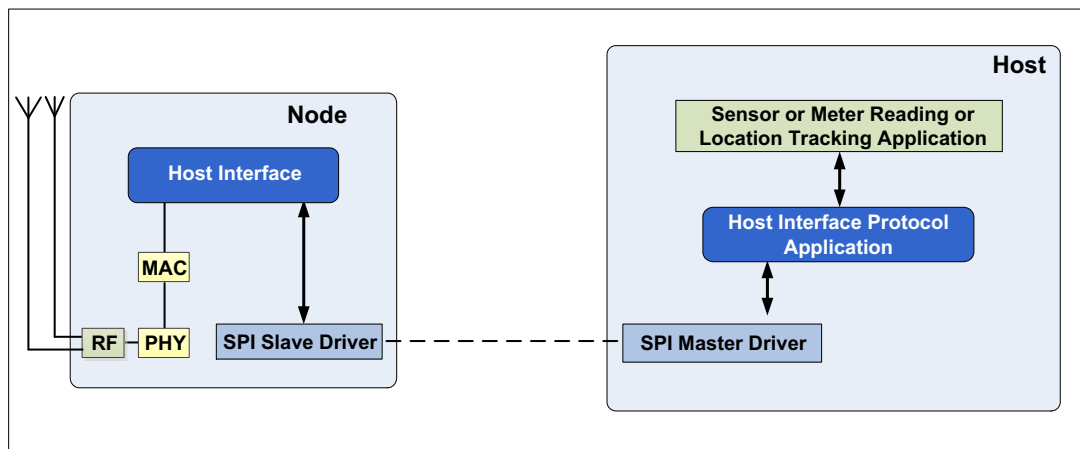 Node
Host Interface
MAC
RF
PHY
SPI Slave Driver
Host
Sensor or Meter Reading or
Location Tracking Application
Host Interface Protocol
Application
SPI Master Driver